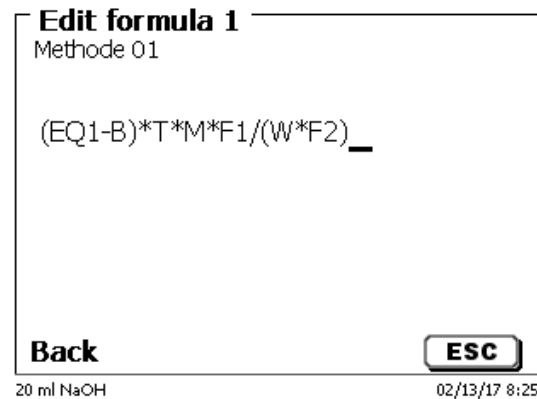 Edit formula 1
Methode 01
(EQ1-B)*T*M*F1/(W*F2)_
Back ESC
20 ml NaOH 02/13/17 8:25